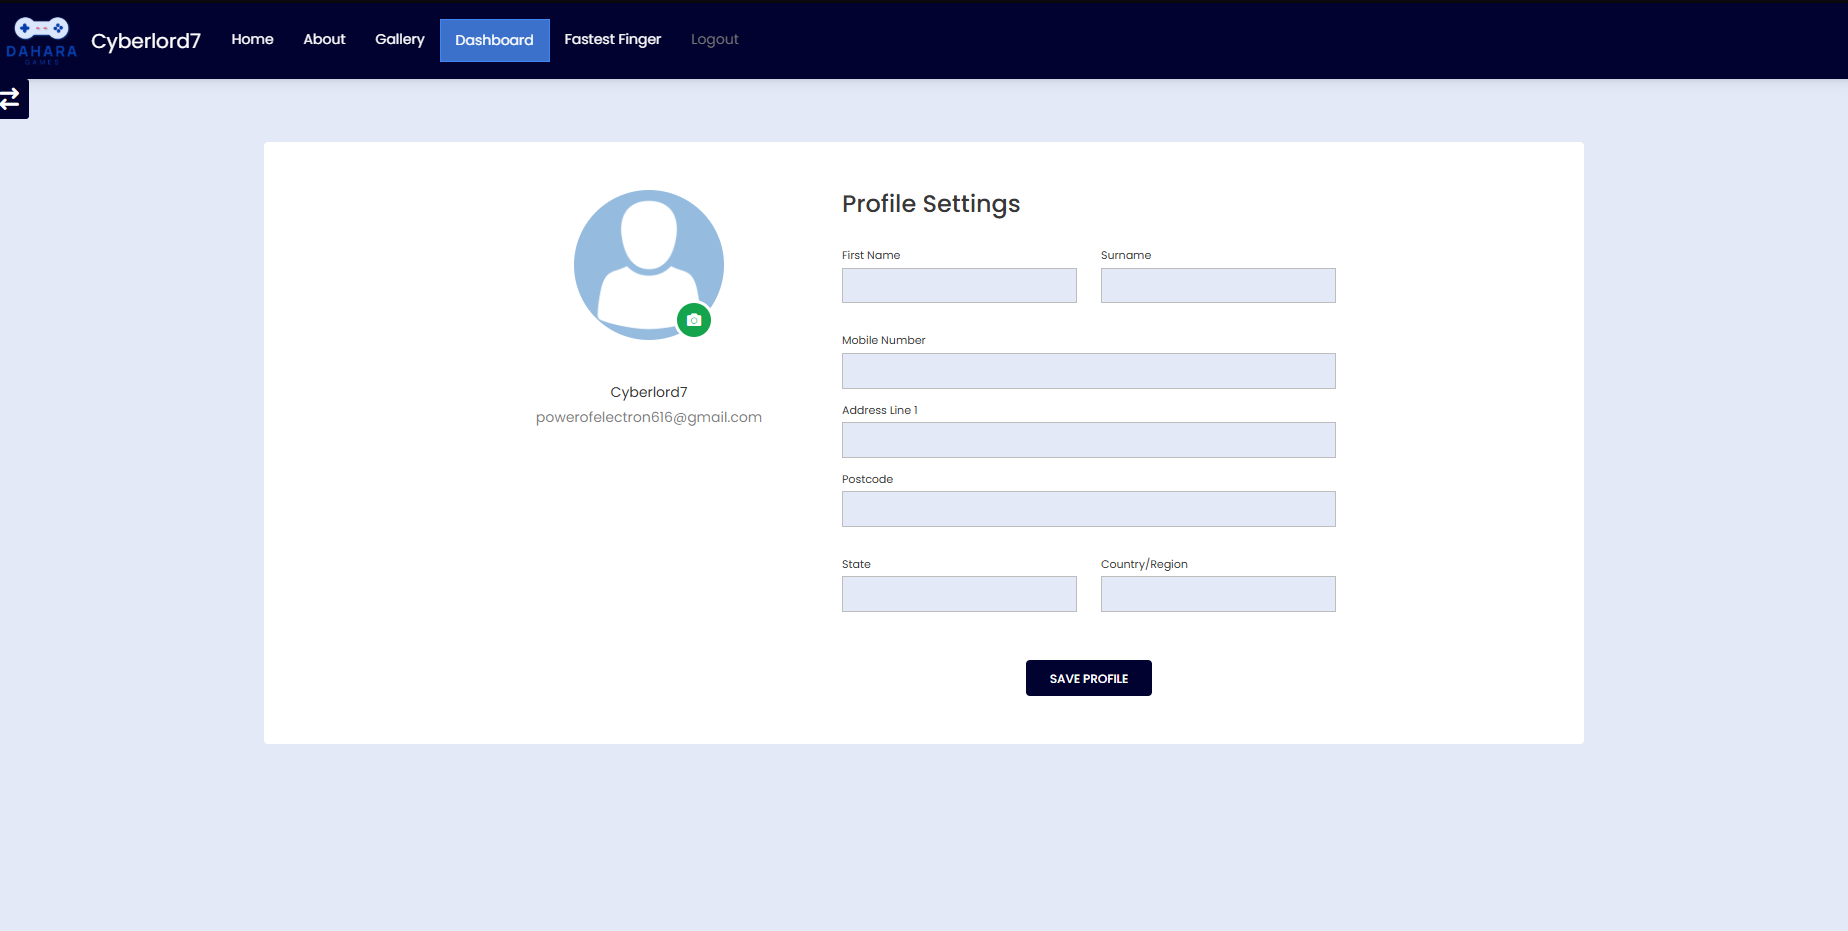 DAHARA
GAMES
Cyberlord7
Home
About
Gallery
Dashboard
Fastest Finger
Logout
Cyberlord7
powerofelectron616@gmail.com
Profile Settings
First Name
Surname
Mobile Number
Address Line 1
Postcode
State
Country/Region
SAVE PROFILE